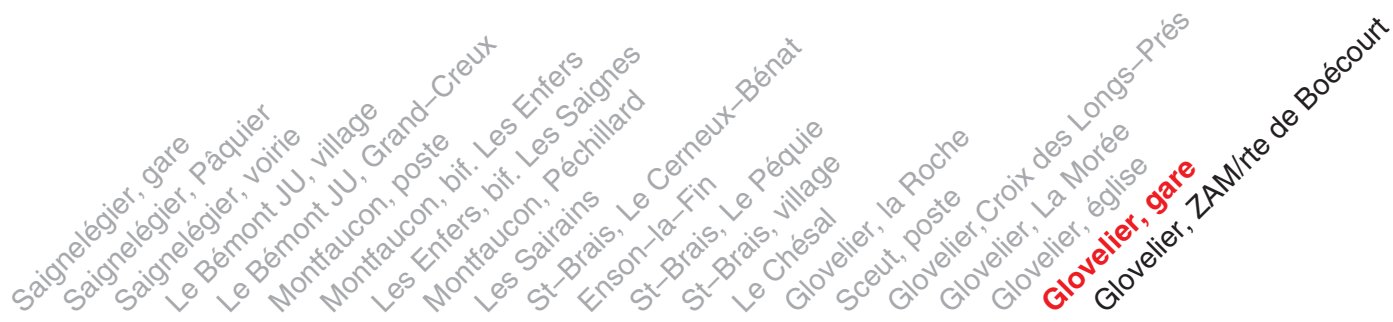 Saignelégier, gare
Saignelégier, Pâquier
Saignelégier, voirie
Le Bémont JU, village
Le Bémont JU, Grand–Creux
Montfaucon, poste
Montfaucon, bif. Les Enfers
Les Enfers, bif. Les Saignes
Montfaucon, Péchillard
Les Sairains
St–Brais, Le Cerneux–Bénat
Enson–la–Fin
St–Brais, Le Péquie
St–Brais, village
Le Chésal
Glovelier, la Roche
Sceut, poste
Glovelier, Croix des Longs–Prés
Glovelier, La Morée
Glovelier, église
Glovelier, gare
Glovelier, ZAM/rte de Boécourt